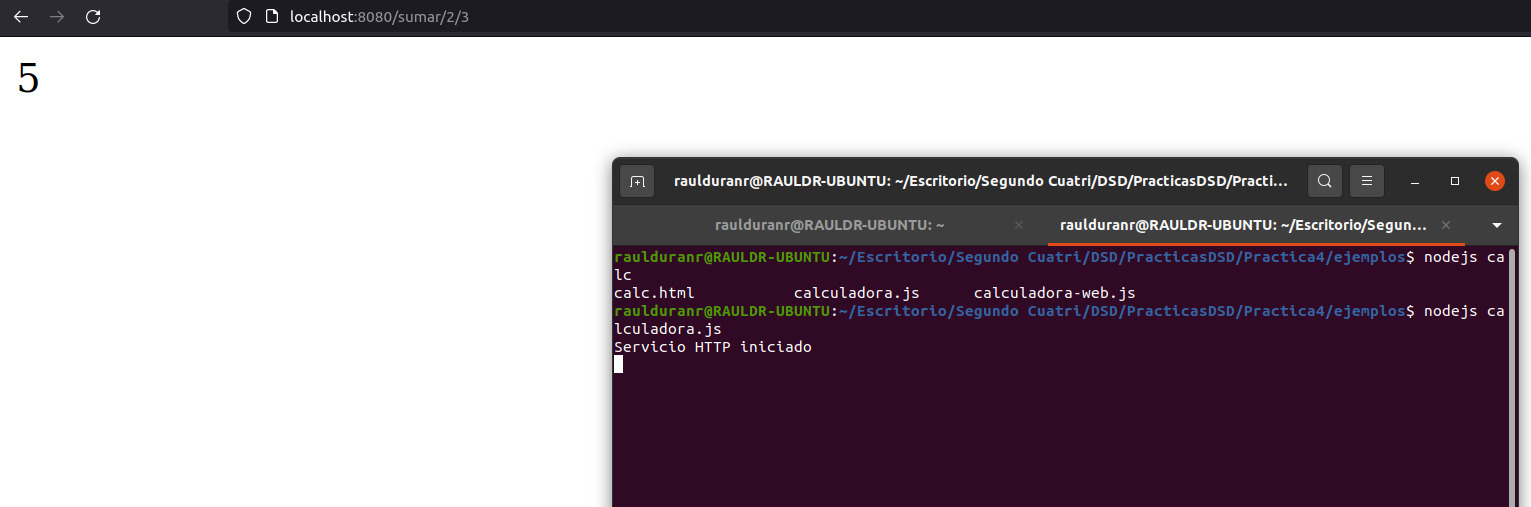 localhost:8080/sumar/2/3
5
raulduranr@RAULDR-UBUNTU: ~/Escritorio/Segundo Cuatri/DSD/PracticasDSD/Practi...
raulduranr@RAULDR-UBUNTU: ~
raulduranr@RAULDR-UBUNTU: ~/Escritorio/Segun...
raulduranr@RAULDR-UBUNTU:~/Escritorio/Segundo Cuatri/DSD/PracticasDSD/Practica4/ejemplos$ nodejs ca
lc
calc.html calculadora.js calculadora-web.js
raulduranr@RAULDR-UBUNTU:~/Escritorio/Segundo Cuatri/DSD/PracticasDSD/Practica4/ejemplos$ nodejs ca
lculadora.js
Servicio HTTP iniciado